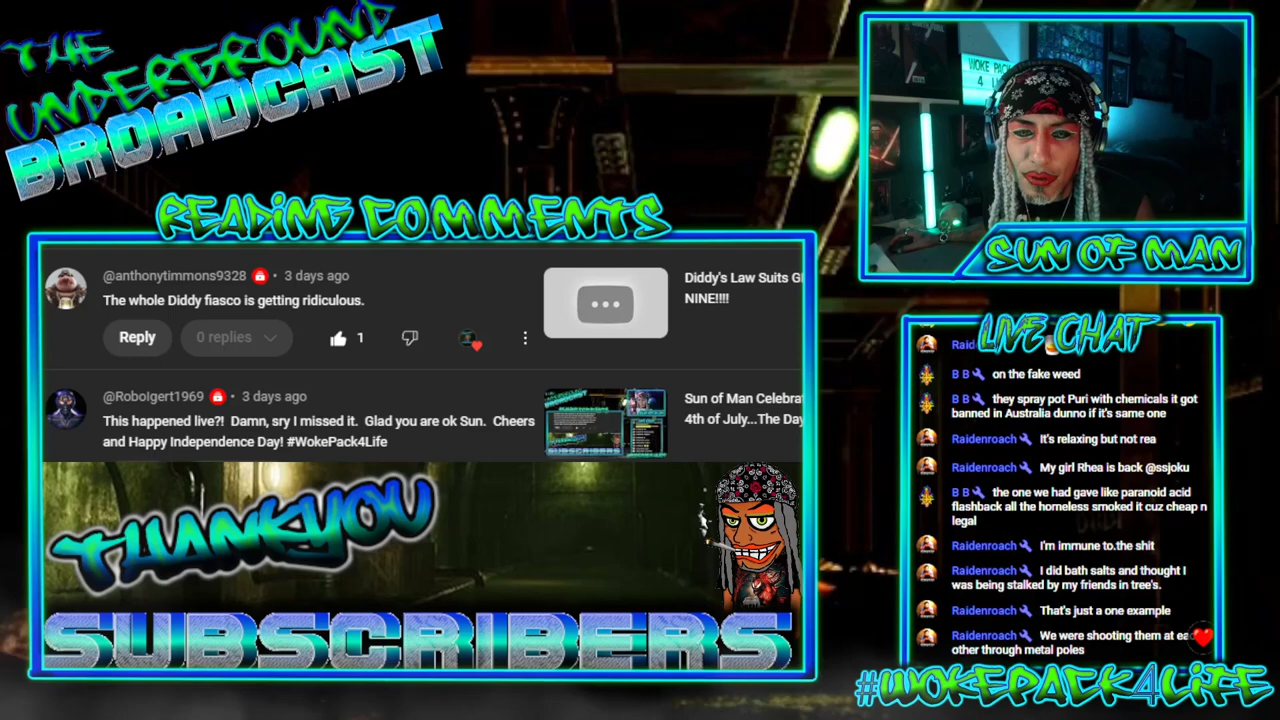 THE
UNDERGROUND
BROADCAST
READING COMMENTS
@anthonytimmons9328 • 3 days ago
The whole Diddy fiasco is getting ridiculous.
Reply
0 replies
1
Diddy's Law Suits
NINE!!!!
@RoboIgert1969 • 3 days ago
This happened live?! Damn, sry I missed it. Glad you are ok Sun. Cheers
and Happy Independence Day! #WokePack4Life
Sun of Man Celebra
4th of July...The Day
THANKYOU
SUBSCRIBERS
WOKE PAC
4 L
SUN OF MAN
LIVE CHAT
Raid
B B on the fake weed
B B they spray pot Puri with chemicals it got
banned in Australia dunno if it's same one
Raidenroach It's relaxing but not rea
Raidenroach My girl Rhea is back @ssjoku
B B the one we had gave like paranoid acid
flashback all the homeless smoked it cuz cheap n
legal
Raidenroach I'm immune to.the shit
Raidenroach I did bath salts and thought I
was being stalked by my friends in tree's.
Raidenroach That's just a one example
Raidenroach We were shooting them at ea
other through metal poles
#WOKEPACK4LIFE